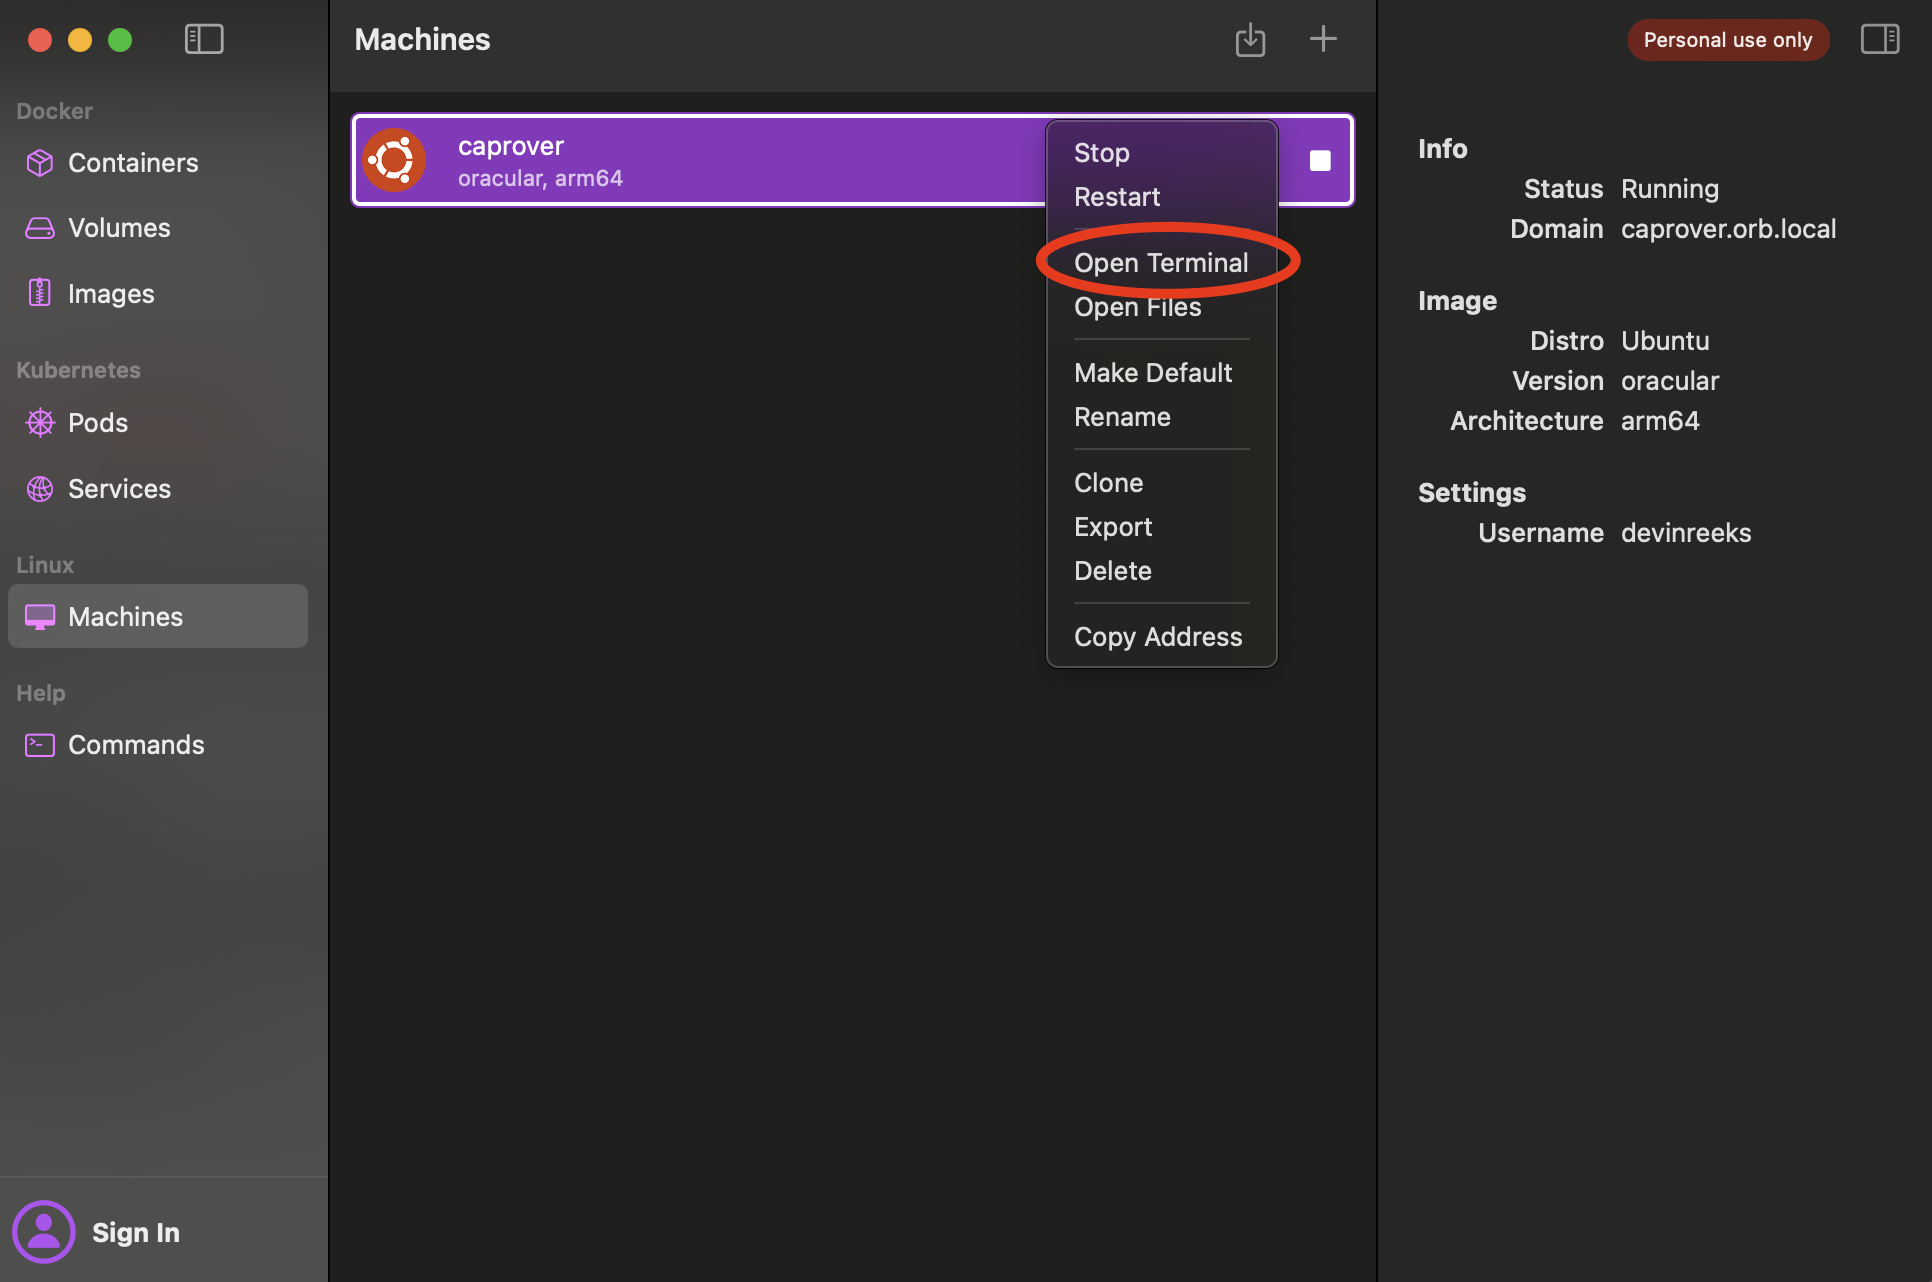 Docker
Containers
Volumes
Images
Kubernetes
Pods
Services
Linux
Machines
Help
Commands
Sign In
Machines
caprover
oracular, arm64
Stop
Restart
Open Terminal
Open Files
Make Default
Rename
Clone
Export
Delete
Copy Address
Personal use only
Info
Status Running
Domain caprover.orb.local
Image
Distro Ubuntu
Version oracular
Architecture arm64
Settings
Username devinreeks